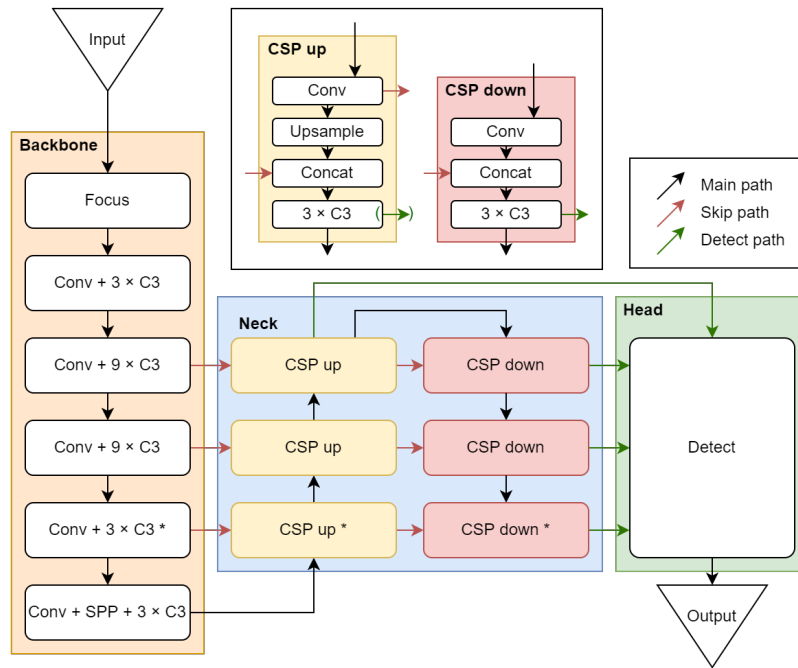 Input
Backbone
Focus
Conv + 3 × C3
Conv + 9 × C3
Conv + 9 × C3
Conv + 3 × C3 *
Conv + SPP + 3 × C3
CSP up
Conv
Upsample
Concat
3 × C3
( )
CSP down
Conv
Concat
3 × C3
Main path
Skip path
Detect path
Neck
CSP up
CSP down
CSP up
CSP down
CSP up *
CSP down *
Head
Detect
Output